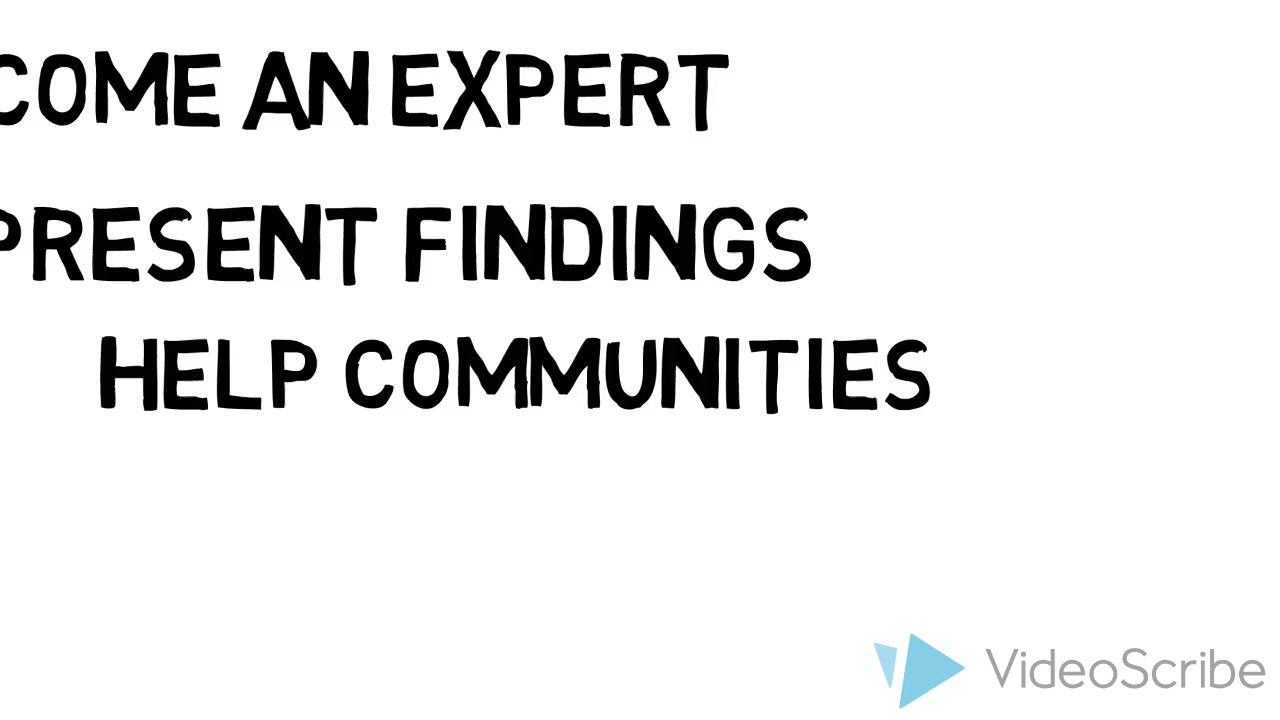 COME AN EXPERT
PRESENT FINDINGS
HELP COMMUNITIES
VideoScribe